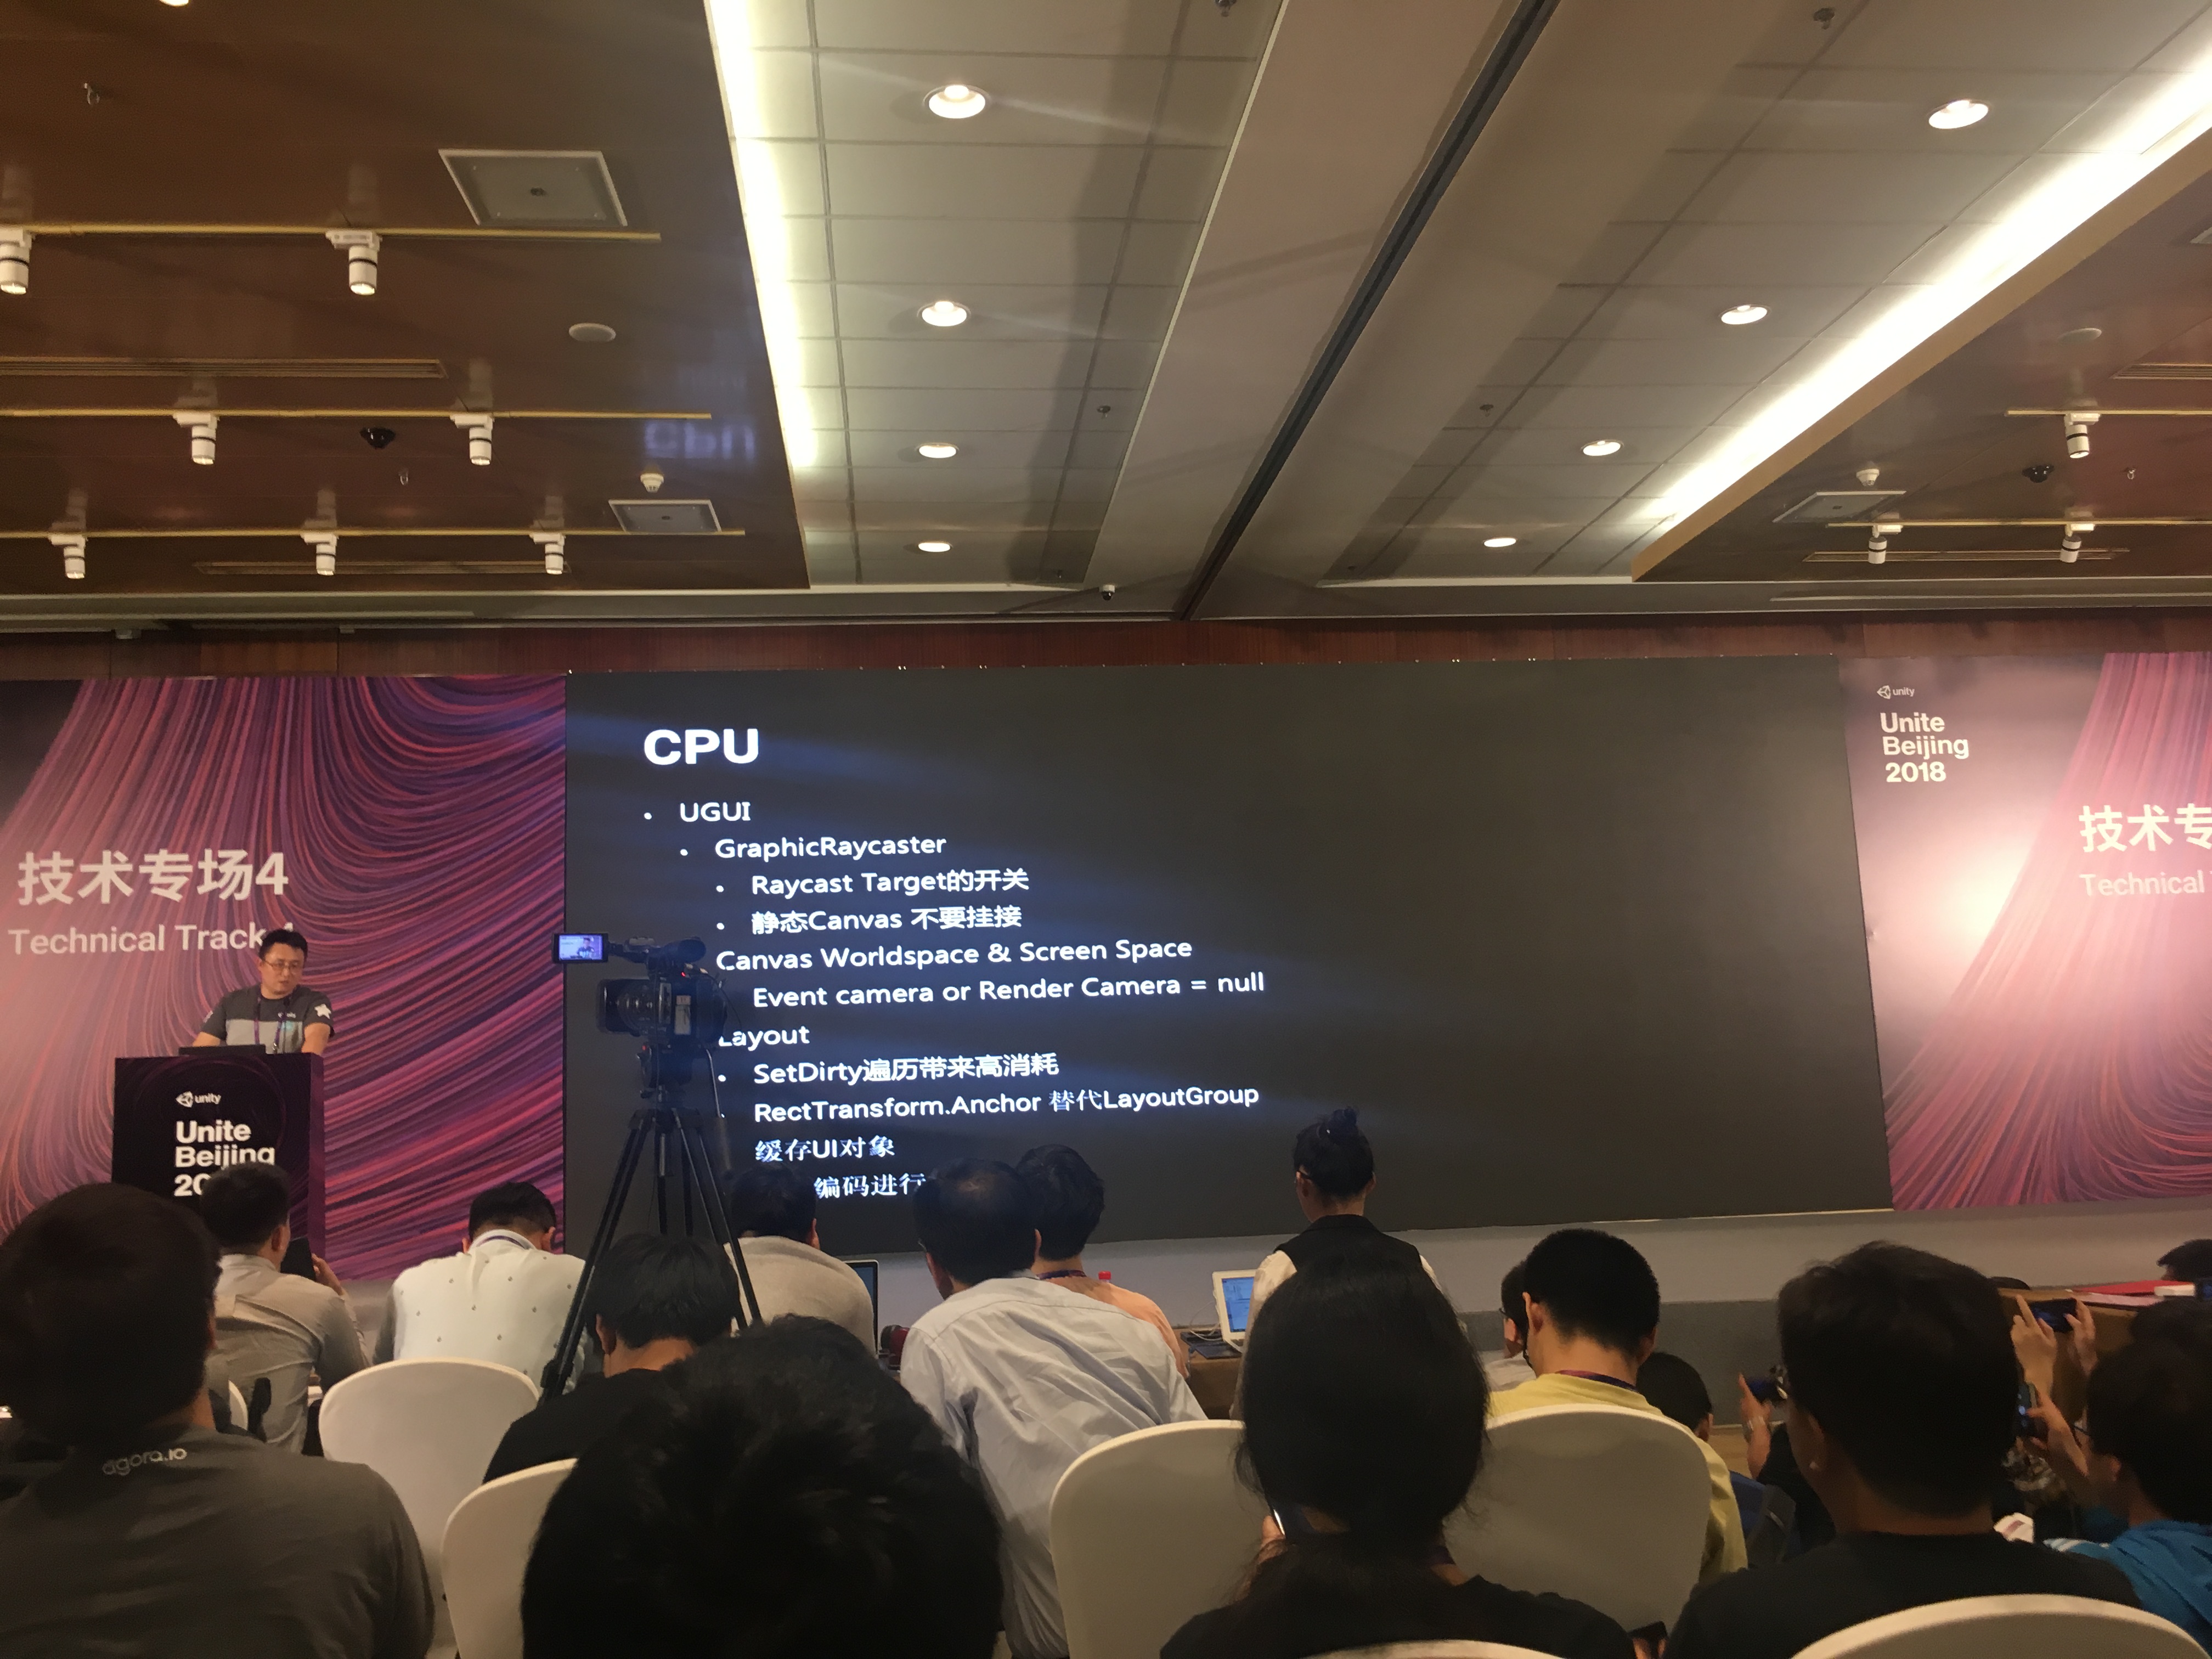 CPU
UGUI
GraphicRaycaster
Raycast Target的开关
静态Canvas 不要挂接
Canvas Worldspace & Screen Space
Event camera or Render Camera = null
Layout
SetDirty遍历带来高消耗
RectTransform.Anchor 替代LayoutGroup
缓存UI对象
编码进行
技术专场4
Technical Track 4
unity
Unite
Beijing
20
unity
Unite
Beijing
2018
技术专
Technical
agora.io